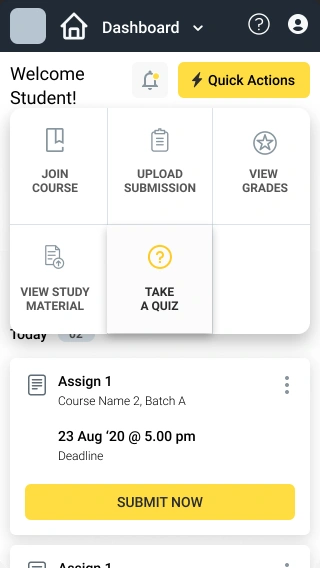 Dashboard
Welcome
Student!
Quick Actions
JOIN
COURSE
UPLOAD
SUBMISSION
VIEW
GRADES
VIEW STUDY
MATERIAL
TAKE
A QUIZ
Today 02
Assign 1
Course Name 2, Batch A
23 Aug ‘20 @ 5.00 pm
Deadline
SUBMIT NOW
Assign 1